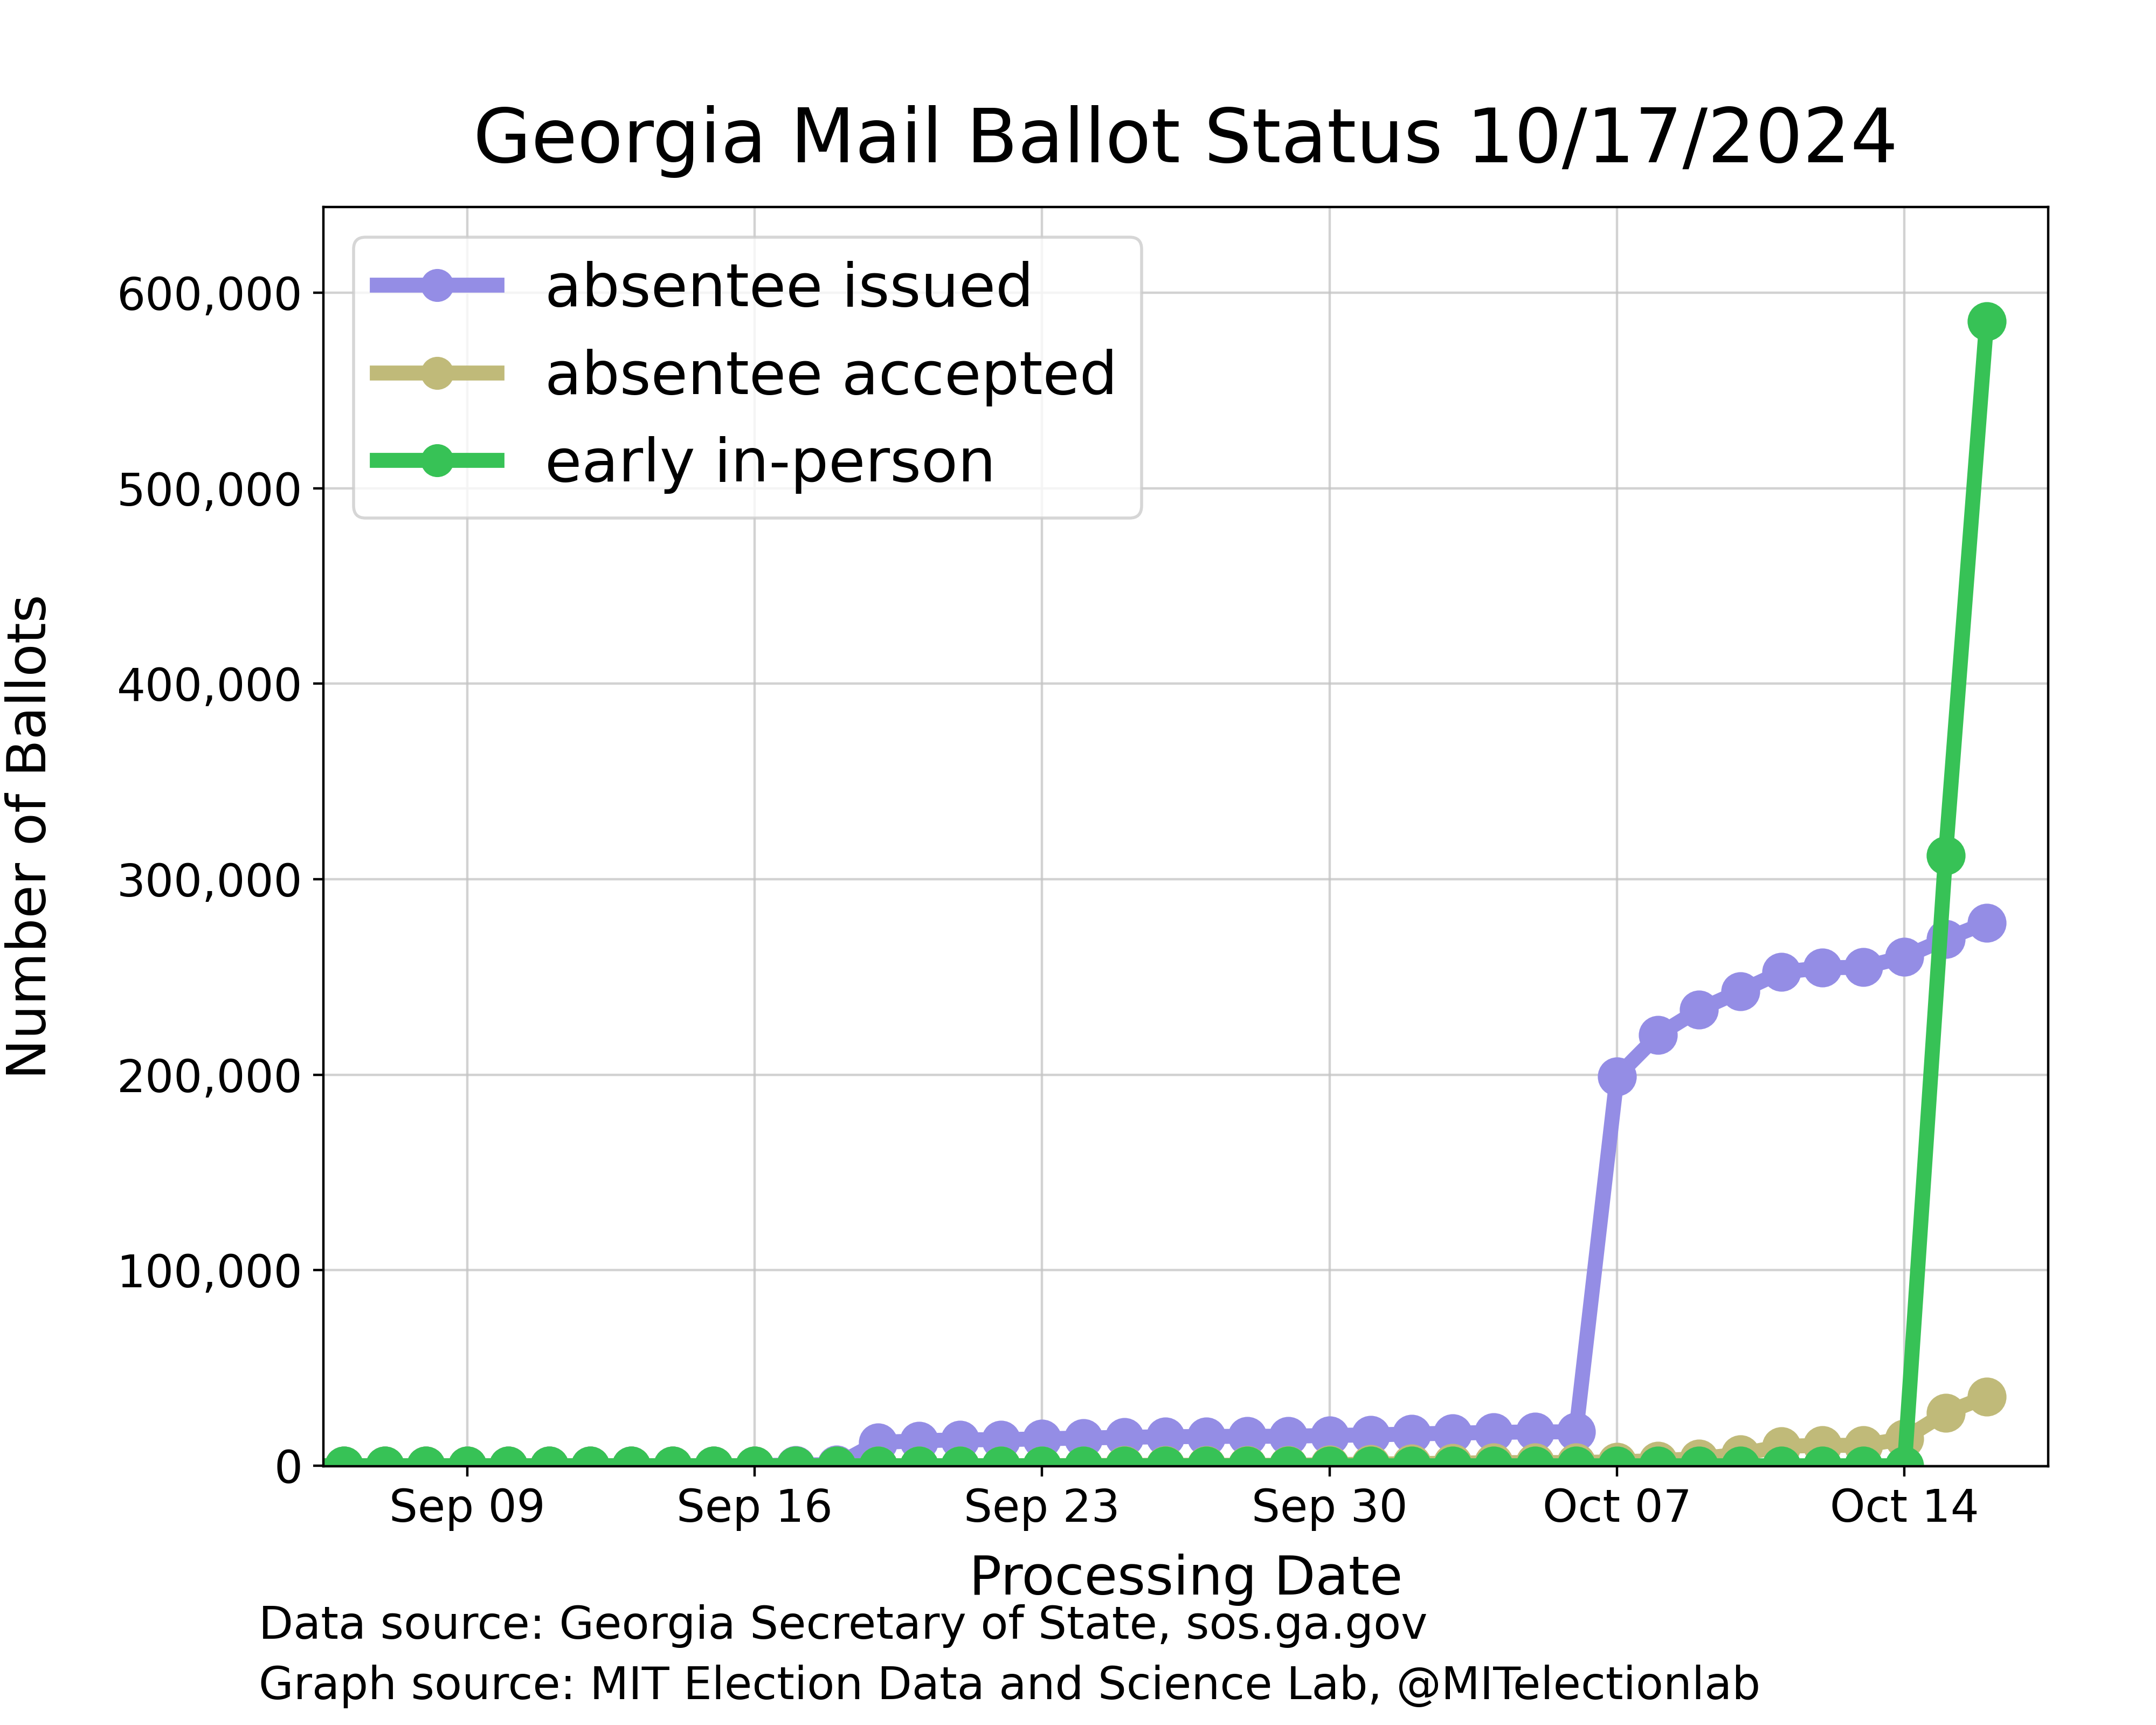 Georgia Mail Ballot Status 10/17/2024
absentee issued
absentee accepted
early in-person
Number of Ballots
600,000
500,000
400,000
300,000
200,000
100,000
0
Sep 09
Sep 16
Sep 23
Sep 30
Oct 07
Oct 14
Processing Date
Data source: Georgia Secretary of State, sos.ga.gov
Graph source: MIT Election Data and Science Lab, @MITelectionlab